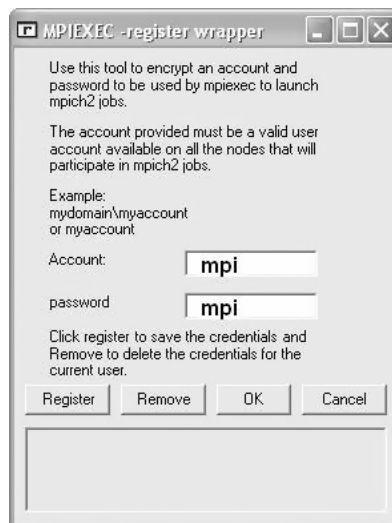 MPIEXEC -register wrapper
Use this tool to encrypt an account and
password to be used by mpiexec to launch
mpich2 jobs.
The account provided must be a valid user
account available on all the nodes that will
participate in mpich2 jobs.
Example:
mydomain\myaccount
or myaccount
Account: mpi
password mpi
Click register to save the credentials and
Remove to delete the credentials for the
current user.
Register Remove OK Cancel